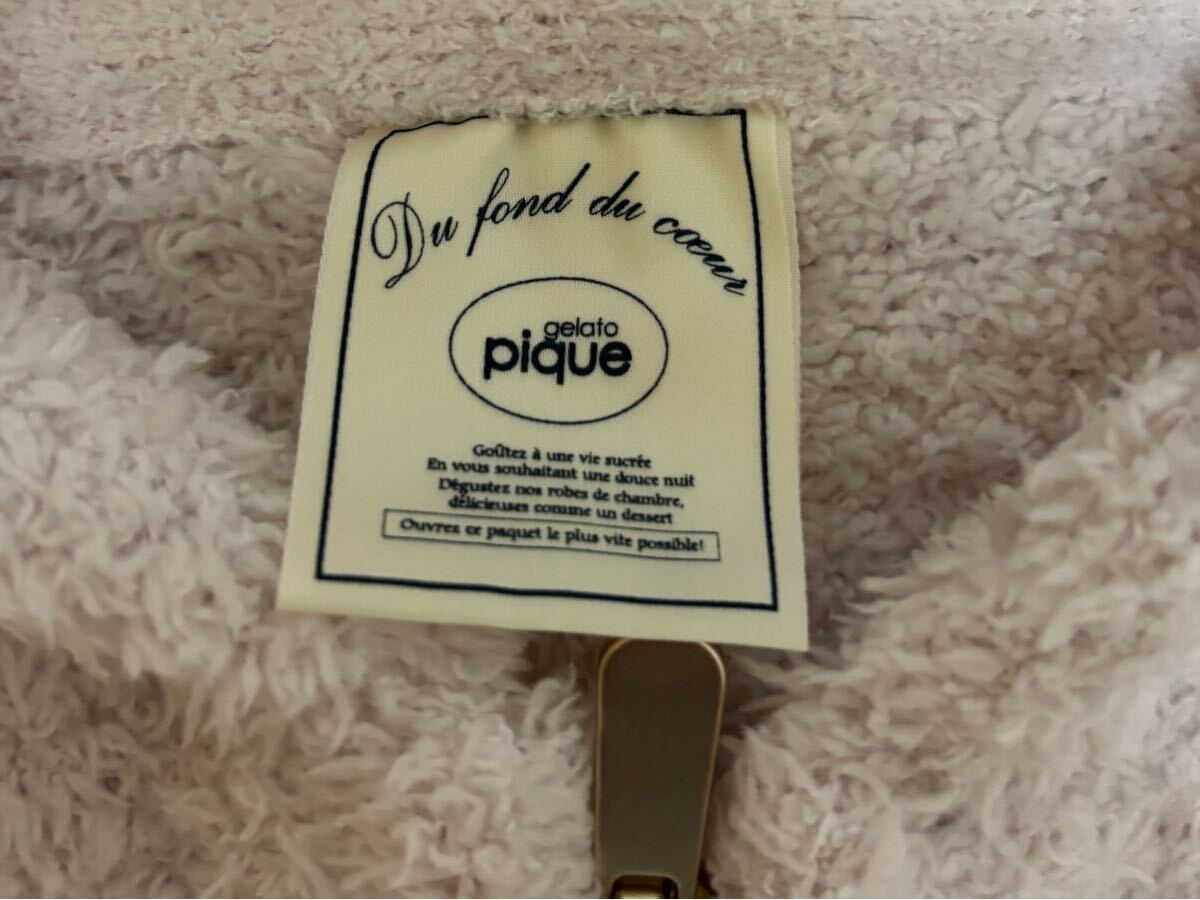 Du fond du cœur
gelato
pique
Goûtez à une vie sucrée
En vous souhaitant une douce nuit
Dégustez nos robes de chambre,
délicieuses comme un dessert
Ouvrez ce paquet le plus vite possible!